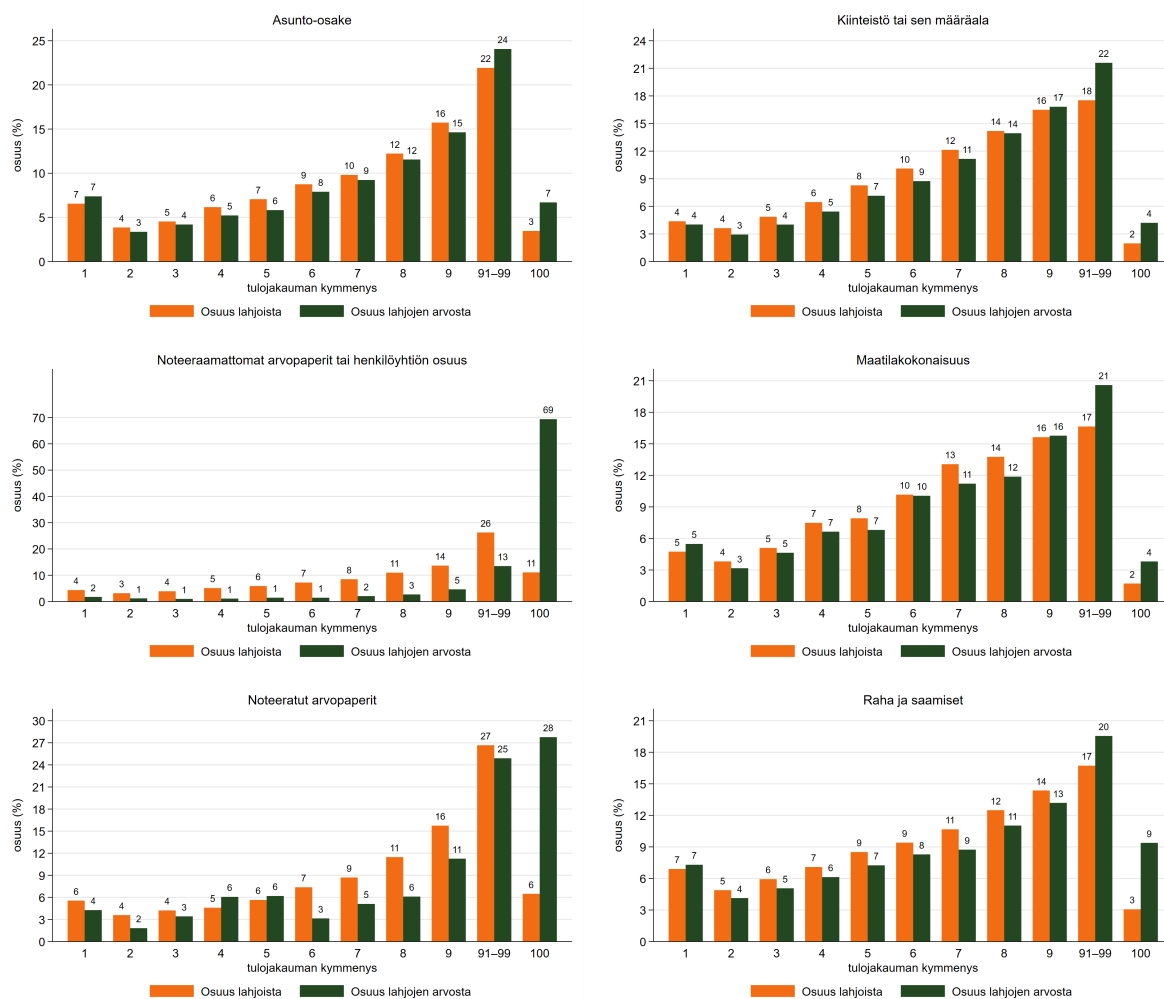 Asunto-osake
osuus (%)
25
20
15
10
5
0
7 7 4 3 5 4 6 5 7 6 9 8 10 9 12 12 16 15 22 24 3 7
1 2 3 4 5 6 7 8 9 91–99 100
tulojakauman kymmenys
Osuus lahjoista Osuus lahjojen arvosta
Kiinteistö tai sen määräala
osuus (%)
24
21
18
15
12
9
6
3
0
4 4 4 3 5 4 6 5 8 7 10 9 12 11 14 14 16 17 18 22 2 4
1 2 3 4 5 6 7 8 9 91–99 100
tulojakauman kymmenys
Osuus lahjoista Osuus lahjojen arvosta
Noteeraamattomat arvopaperit tai henkilöyhtiön osuus
osuus (%)
70
60
50
40
30
20
10
0
4 2 3 1 4 1 5 1 6 1 7 1 8 2 11 3 14 5 26 13 11 69
1 2 3 4 5 6 7 8 9 91–99 100
tulojakauman kymmenys
Osuus lahjoista Osuus lahjojen arvosta
Maatilakokonaisuus
osuus (%)
21
18
15
12
9
6
3
0
5 5 4 3 5 5 7 7 8 7 10 10 13 11 14 12 16 16 17 21 2 4
1 2 3 4 5 6 7 8 9 91–99 100
tulojakauman kymmenys
Osuus lahjoista Osuus lahjojen arvosta
Noteeratut arvopaperit
osuus (%)
30
27
24
21
18
15
12
9
6
3
0
6 4 4 2 4 3 5 6 6 6 7 3 9 5 11 6 16 11 27 25 6 28
1 2 3 4 5 6 7 8 9 91–99 100
tulojakauman kymmenys
Osuus lahjoista Osuus lahjojen arvosta
Raha ja saamiset
osuus (%)
21
18
15
12
9
6
3
0
7 7 5 4 6 5 7 6 9 7 9 8 11 9 12 11 14 13 17 20 3 9
1 2 3 4 5 6 7 8 9 91–99 100
tulojakauman kymmenys
Osuus lahjoista Osuus lahjojen arvosta